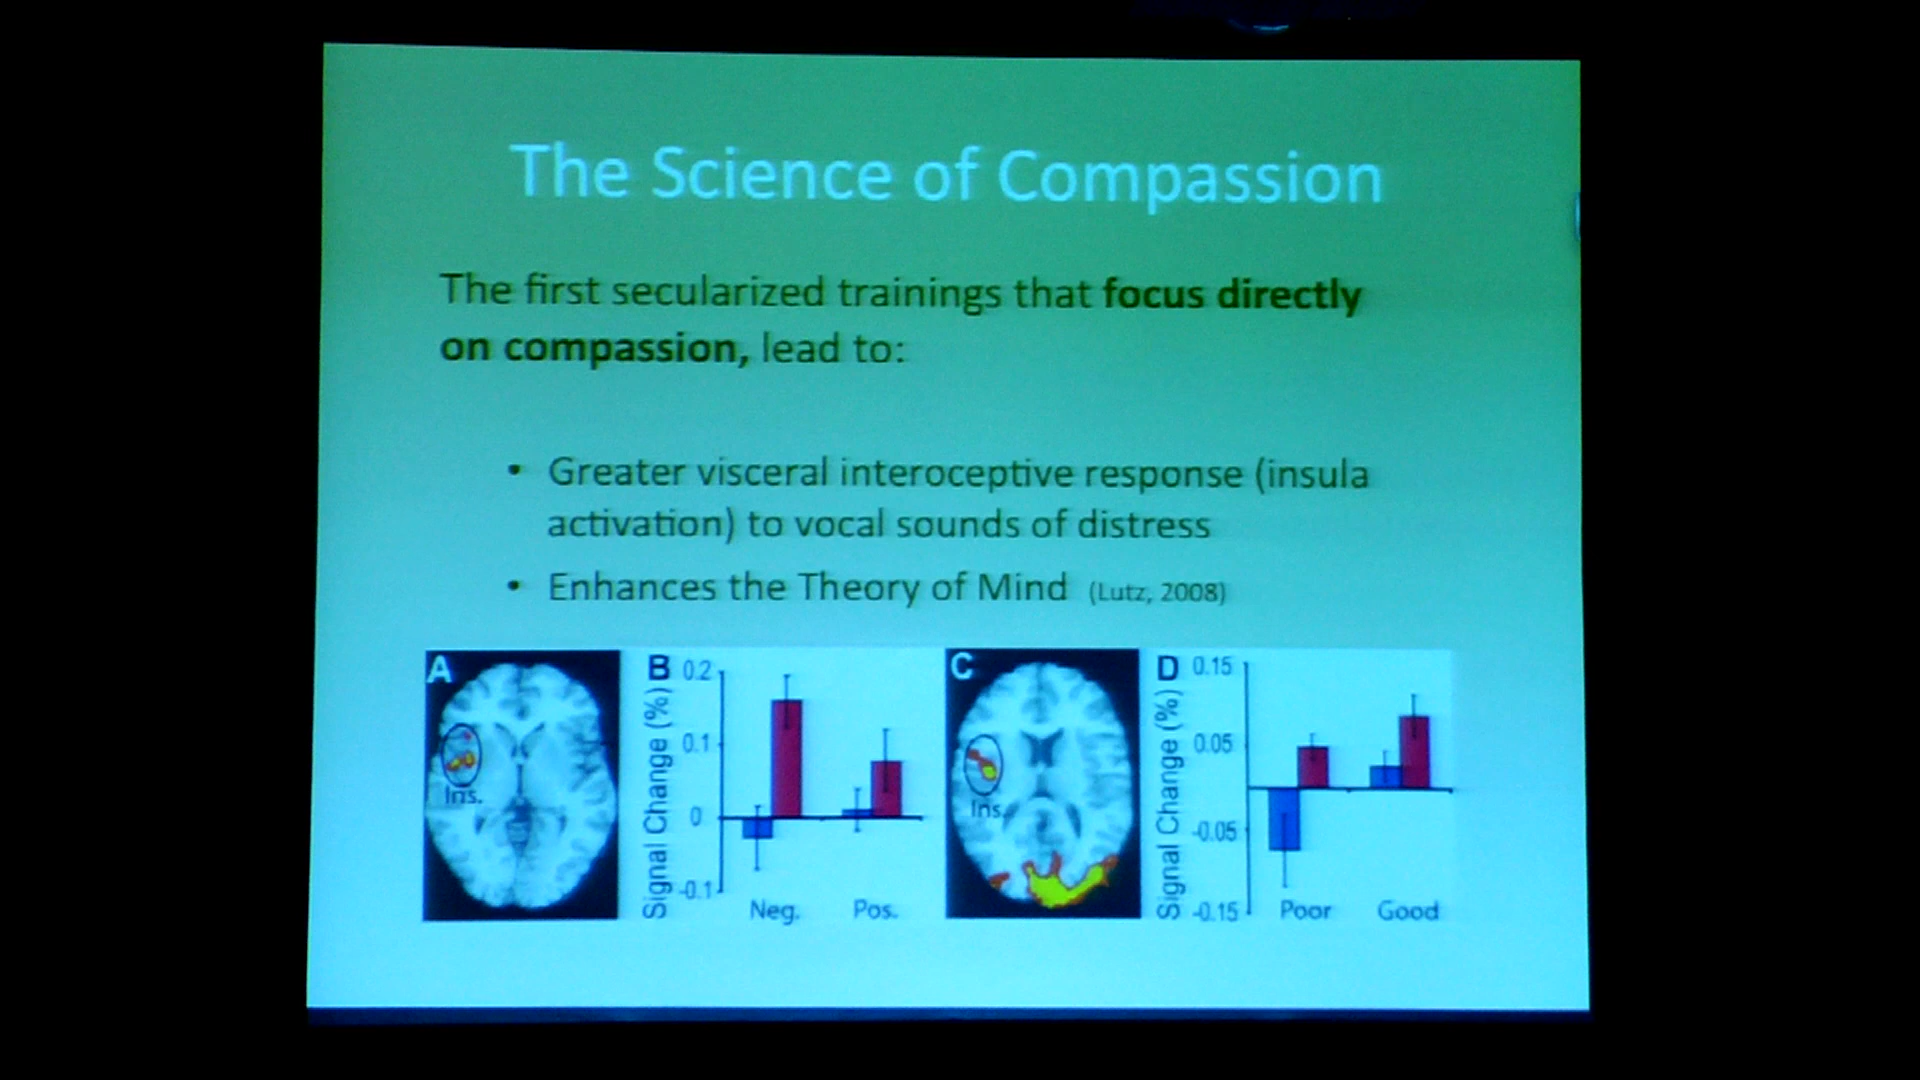 The Science of Compassion
The first secularized trainings that focus directly
on compassion, lead to:
• Greater visceral interoceptive response (insula
activation) to vocal sounds of distress
• Enhances the Theory of Mind (Lutz, 2008)
A
Ins.
B
Signal Change (%)
0.2
0.1
0
-0.1
Neg. Pos.
C
Ins.
D
Signal Change (%)
0.15
0.05
-0.05
-0.15
Poor Good